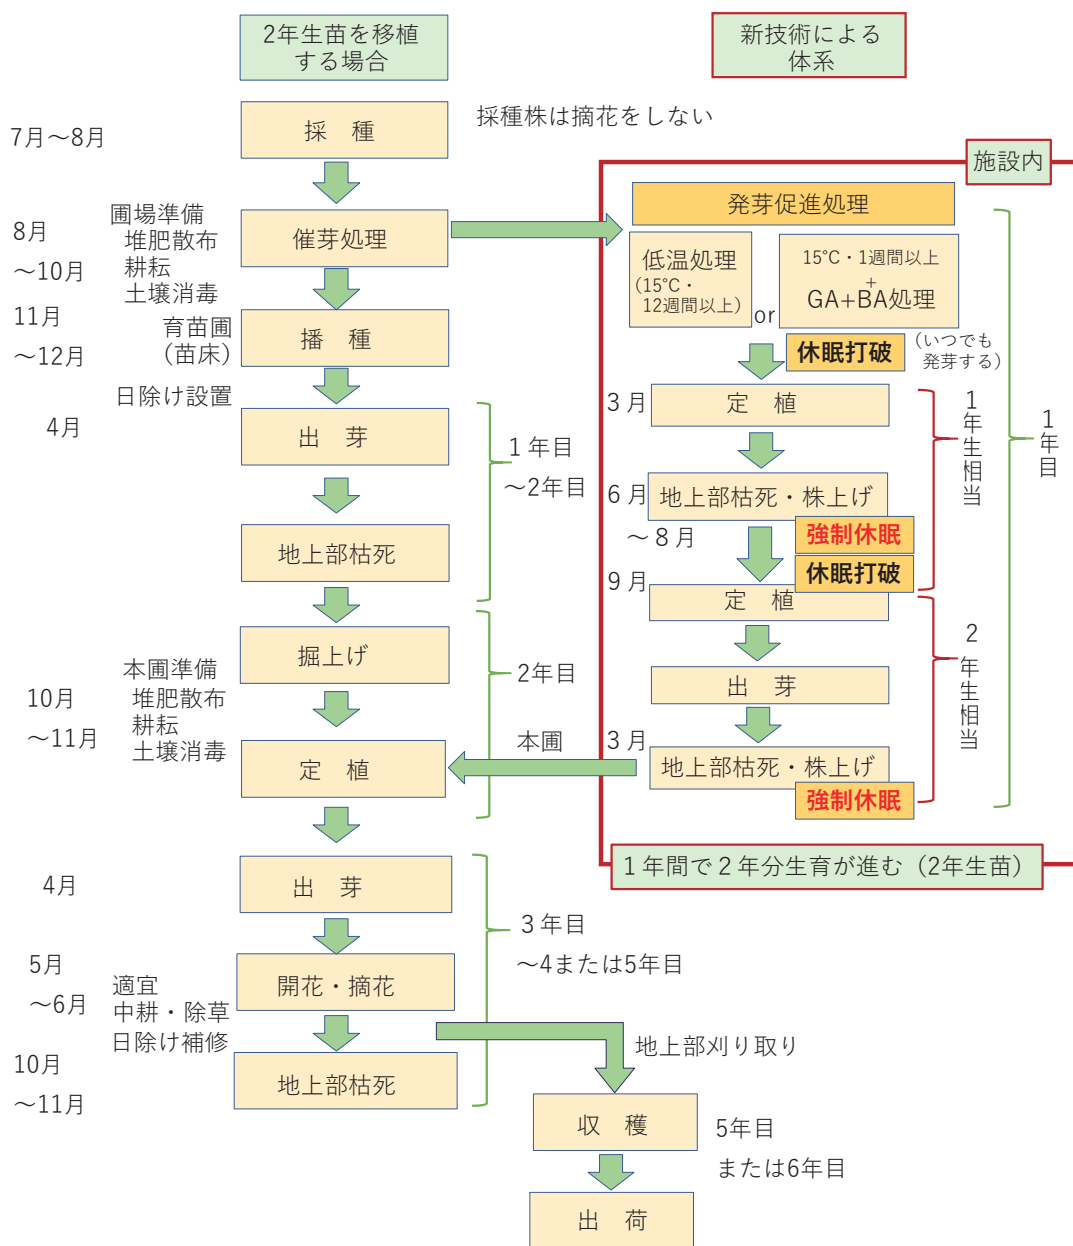 2年生苗を移植
する場合
新技術による
体系
7月～8月
採　種
採種株は摘花をしない
施設内
8月
～10月
圃場準備
堆肥散布
耕耘
土壌消毒
催芽処理
発芽促進処理
低温処理
(15℃・
12週間以上)
or
15℃・1週間以上
+
GA+BA処理
休眠打破
(いつでも
発芽する)
11月
～12月
育苗圃
(苗床)
播　種
日除け設置
4月
出　芽
地上部枯死
1年目
～2年目
3月
定　植
6月
～8月
地上部枯死・株上げ
強制休眠
休眠打破
9月
定　植
出　芽
3月
地上部枯死・株上げ
強制休眠
1年生相当
2年生相当
1年目
掘上げ
本圃準備
堆肥散布
耕耘
土壌消毒
10月
～11月
2年目
本圃
定　植
1年間で2年分生育が進む（2年生苗）
4月
出　芽
3年目
～4または5年目
5月
～6月
適宜
中耕・除草
日除け補修
開花・摘花
10月
～11月
地上部枯死
地上部刈り取り
収　穫
5年目
または6年目
出　荷